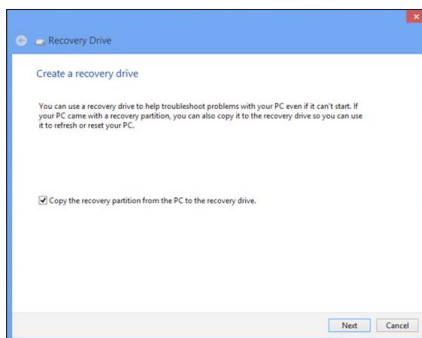 Recovery Drive
Create a recovery drive
You can use a recovery drive to help troubleshoot problems with your PC even if it can't start. If
your PC came with a recovery partition, you can also copy it to the recovery drive so you can use
it to refresh or reset your PC.
Copy the recovery partition from the PC to the recovery drive.
Next Cancel